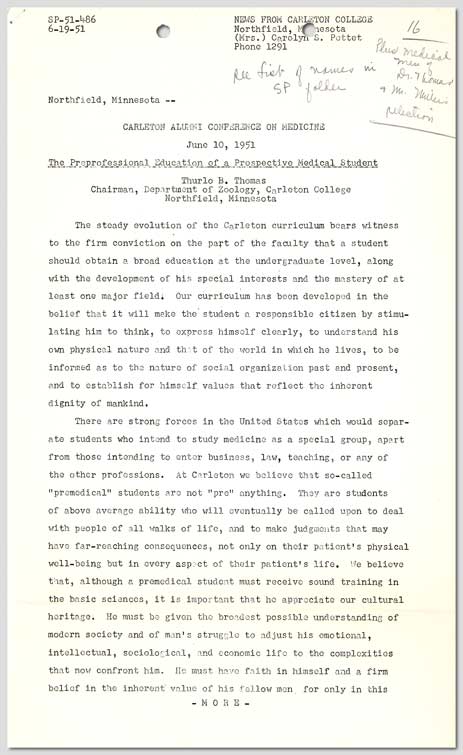 SP-51-486
6-19-51
NEWS FROM CARLETON COLLEGE
Northfield, Minnesota
(Mrs.) Carolyn S. Pottet
Phone 1291
16
Plus medical
men &
Dr. Thomas
& Mr.
selection
See list of names in
SP folder
Northfield, Minnesota --
CARLETON ALUMNI CONFERENCE ON MEDICINE
June 10, 1951
The Preprofessional Education of a Prospective Medical Student
Thurlo B. Thomas
Chairman, Department of Zoology, Carleton College
Northfield, Minnesota
The steady evolution of the Carleton curriculum bears witness
to the firm conviction on the part of the faculty that a student
should obtain a broad education at the undergraduate level, along
with the development of his special interests and the mastery of at
least one major field. Our curriculum has been developed in the
belief that it will make the student a responsible citizen by stimu-
lating him to think, to express himself clearly, to understand his
own physical nature and that of the world in which he lives, to be
informed as to the nature of social organization past and present,
and to establish for himself values that reflect the inherent
dignity of mankind.
There are strong forces in the United States which would separ-
ate students who intend to study medicine as a special group, apart
from those intending to enter business, law, teaching, or any of
the other professions. At Carleton we believe that so-called
"premedical" students are not "pre" anything. They are students
of above average ability who will eventually be called upon to deal
with people of all walks of life, and to make judgments that may
have far-reaching consequences, not only on their patient's physical
well-being but in every aspect of their patient's life. We believe
that, although a premedical student must receive sound training in
the basic sciences, it is important that he appreciate our cultural
heritage. He must be given the broadest possible understanding of
modern society and of man's struggle to adjust his emotional,
intellectual, sociological, and economic life to the complexities
that now confront him. He must have faith in himself and a firm
belief in the inherent value of his fellow men for only in this
- M O R E -